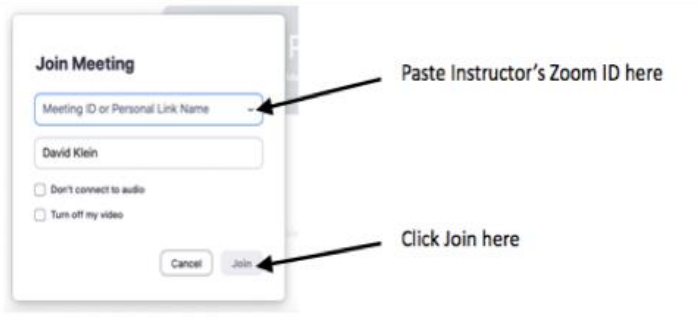 Join Meeting
Paste Instructor's Zoom ID here
Meeting ID or Personal Link Name
David Klein
Don't connect to audio
Turn off my video
Click Join here
Cancel
Join